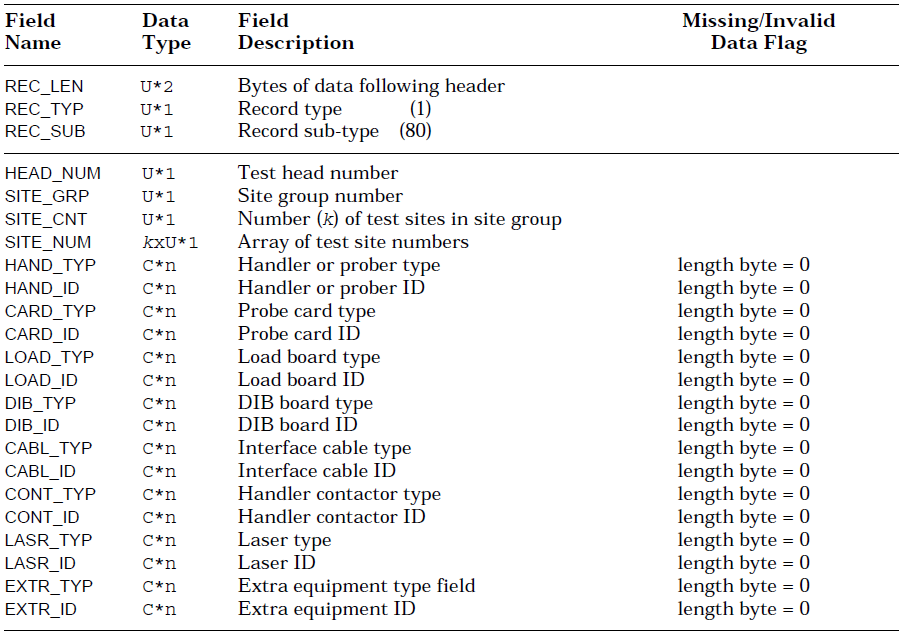 Field Data Field Missing/Invalid
Name Type Description Data Flag
REC_LEN U*2 Bytes of data following header
REC_TYP U*1 Record type (1)
REC_SUB U*1 Record sub-type (80)
HEAD_NUM U*1 Test head number
SITE_GRP U*1 Site group number
SITE_CNT U*1 Number (k) of test sites in site group
SITE_NUM kxU*1 Array of test site numbers
HAND_TYP C*n Handler or prober type length byte = 0
HAND_ID C*n Handler or prober ID length byte = 0
CARD_TYP C*n Probe card type length byte = 0
CARD_ID C*n Probe card ID length byte = 0
LOAD_TYP C*n Load board type length byte = 0
LOAD_ID C*n Load board ID length byte = 0
DIB_TYP C*n DIB board type length byte = 0
DIB_ID C*n DIB board ID length byte = 0
CABL_TYP C*n Interface cable type length byte = 0
CABL_ID C*n Interface cable ID length byte = 0
CONT_TYP C*n Handler contactor type length byte = 0
CONT_ID C*n Handler contactor ID length byte = 0
LASR_TYP C*n Laser type length byte = 0
LASR_ID C*n Laser ID length byte = 0
EXTR_TYP C*n Extra equipment type field length byte = 0
EXTR_ID C*n Extra equipment ID length byte = 0